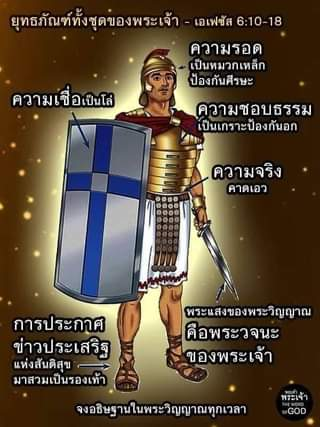 ยุทธภัณฑ์ทั้งชุดของพระเจ้า - เอเฟซัส 6:10-18
ความรอด
เป็นหมวกเหล็ก
ป้องกันศีรษะ
ความเชื่อเป็นโล่
ความชอบธรรม
เป็นเกราะป้องกันอก
ความจริง
คาดเอว
พระแสงของพระวิญญาณ
คือพระวจนะ
ของพระเจ้า
การประกาศ
ข่าวประเสริฐ
แห่งสันติสุข
มาสวมเป็นรองเท้า
จงอธิษฐานในพระวิญญาณทุกเวลา
พระเจ้า
THE WORD
OF GOD